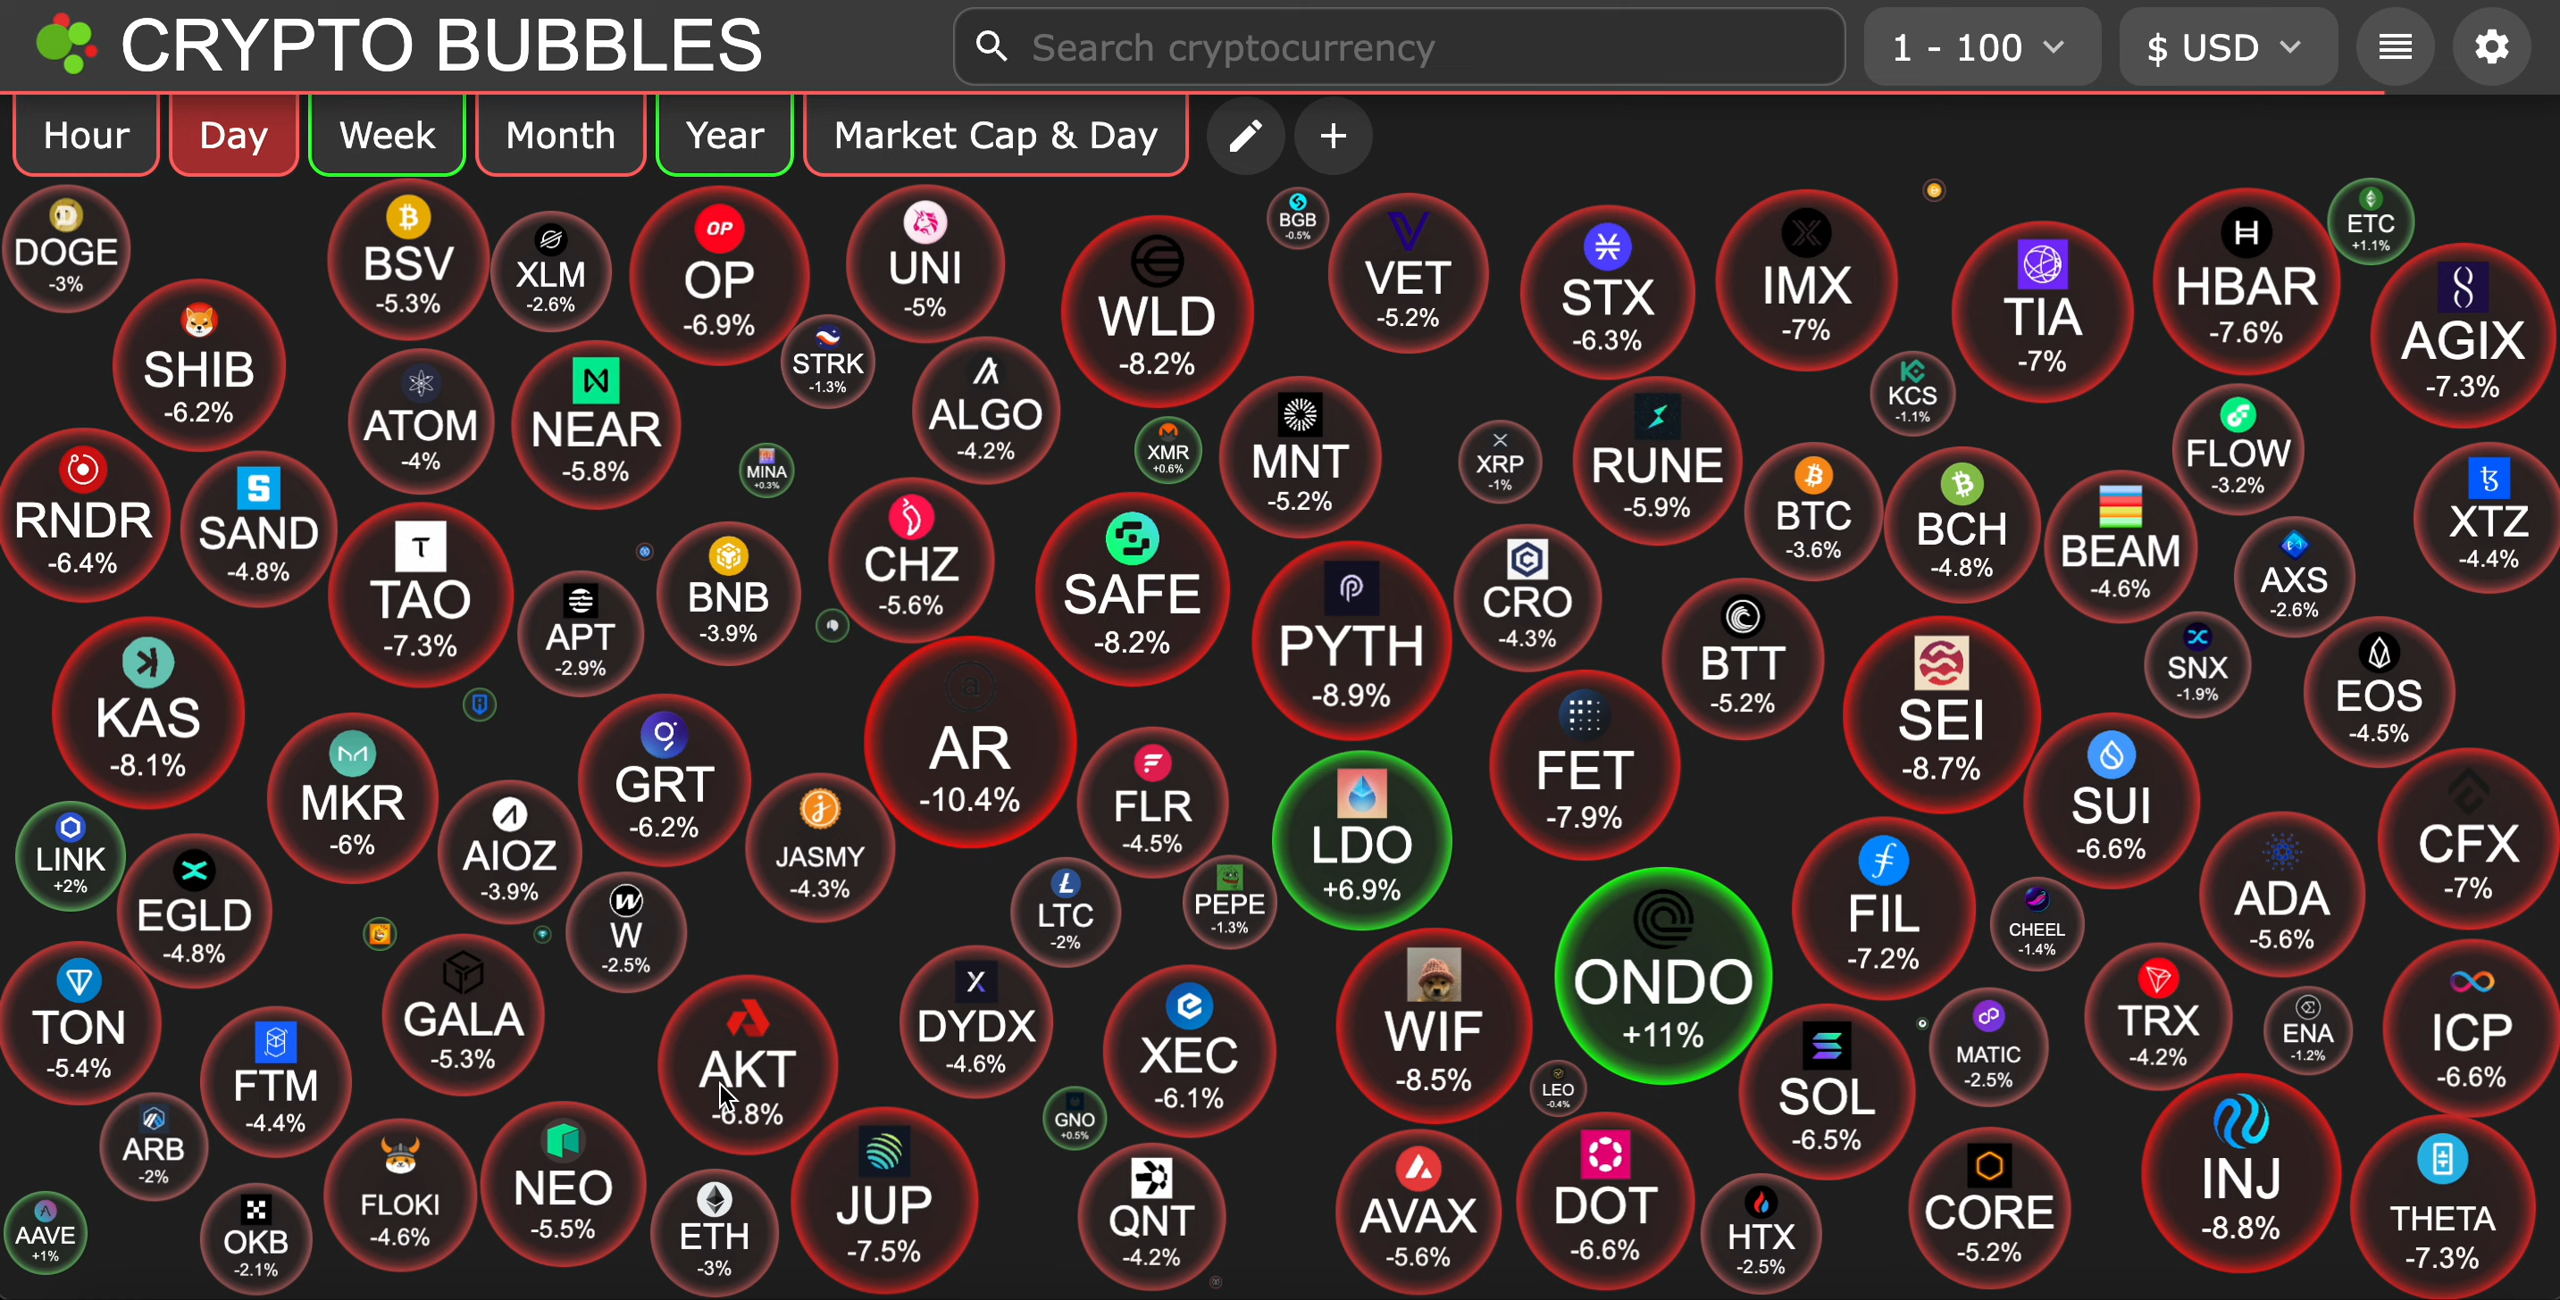 CRYPTO BUBBLES
Search cryptocurrency
1 - 100
$ USD
Hour
Day
Week
Month
Year
Market Cap & Day
DOGE
-3%
BSV
-5.3%
XLM
-2.6%
OP
-6.9%
UNI
-5%
WLD
-8.2%
BGB
-0.5%
VET
-5.2%
STX
-6.3%
IMX
-7%
TIA
-7%
HBAR
-7.6%
ETC
+1.1%
AGIX
-7.3%
SHIB
-6.2%
ATOM
-4%
NEAR
-5.8%
STRK
-1.3%
ALGO
-4.2%
XMR
+0.6%
MNT
-5.2%
XRP
-1%
RUNE
-5.9%
KCS
-1.1%
FLOW
-3.2%
RNDR
-6.4%
SAND
-4.8%
MINA
+0.3%
BTC
-3.6%
BCH
-4.8%
BEAM
-4.6%
XTZ
-4.4%
TAO
-7.3%
APT
-2.9%
BNB
-3.9%
CHZ
-5.6%
SAFE
-8.2%
PYTH
-8.9%
CRO
-4.3%
AXS
-2.6%
KAS
-8.1%
BTT
-5.2%
SEI
-8.7%
SNX
-1.9%
EOS
-4.5%
MKR
-6%
GRT
-6.2%
AR
-10.4%
FLR
-4.5%
LDO
+6.9%
FET
-7.9%
SUI
-6.6%
CFX
-7%
LINK
+2%
EGLD
-4.8%
AIOZ
-3.9%
JASMY
-4.3%
W
-2.5%
LTC
-2%
PEPE
-1.3%
FIL
-7.2%
CHEEL
-1.4%
ADA
-5.6%
TON
-5.4%
FTM
-4.4%
GALA
-5.3%
AKT
-6.8%
DYDX
-4.6%
XEC
-6.1%
WIF
-8.5%
ONDO
+11%
LEO
-0.4%
SOL
-6.5%
MATIC
-2.5%
TRX
-4.2%
ENA
-1.2%
ICP
-6.6%
ARB
-2%
GNO
+0.5%
AAVE
+1%
OKB
-2.1%
FLOKI
-4.6%
NEO
-5.5%
ETH
-3%
JUP
-7.5%
QNT
-4.2%
AVAX
-5.6%
DOT
-6.6%
HTX
-2.5%
CORE
-5.2%
INJ
-8.8%
THETA
-7.3%